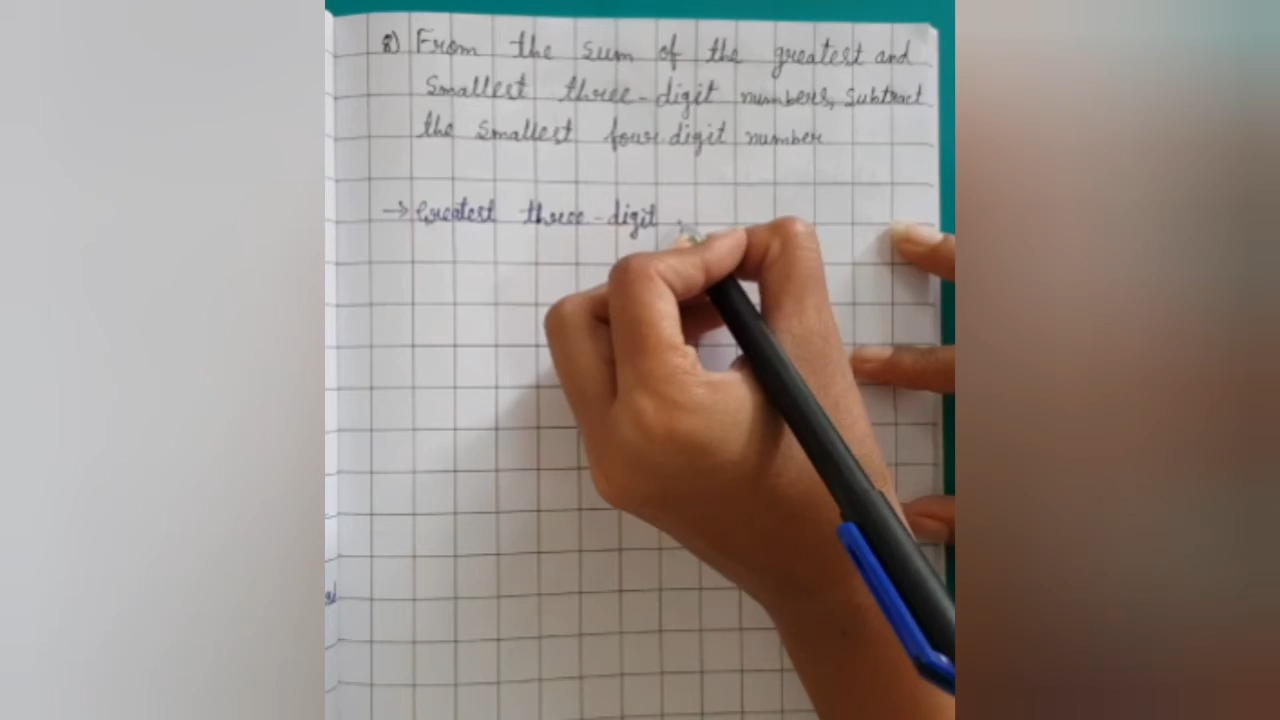 8) From the sum of the greatest and
smallest three-digit numbers, subtract
the smallest four digit number
→ Greatest three-digit